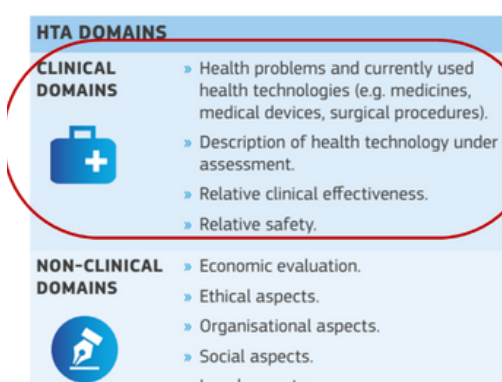 HTA DOMAINS
CLINICAL
DOMAINS
» Health problems and currently used
health technologies (e.g. medicines,
medical devices, surgical procedures).
» Description of health technology under
assessment.
» Relative clinical effectiveness.
» Relative safety.
NON-CLINICAL
DOMAINS
» Economic evaluation.
» Ethical aspects.
» Organisational aspects.
» Social aspects.